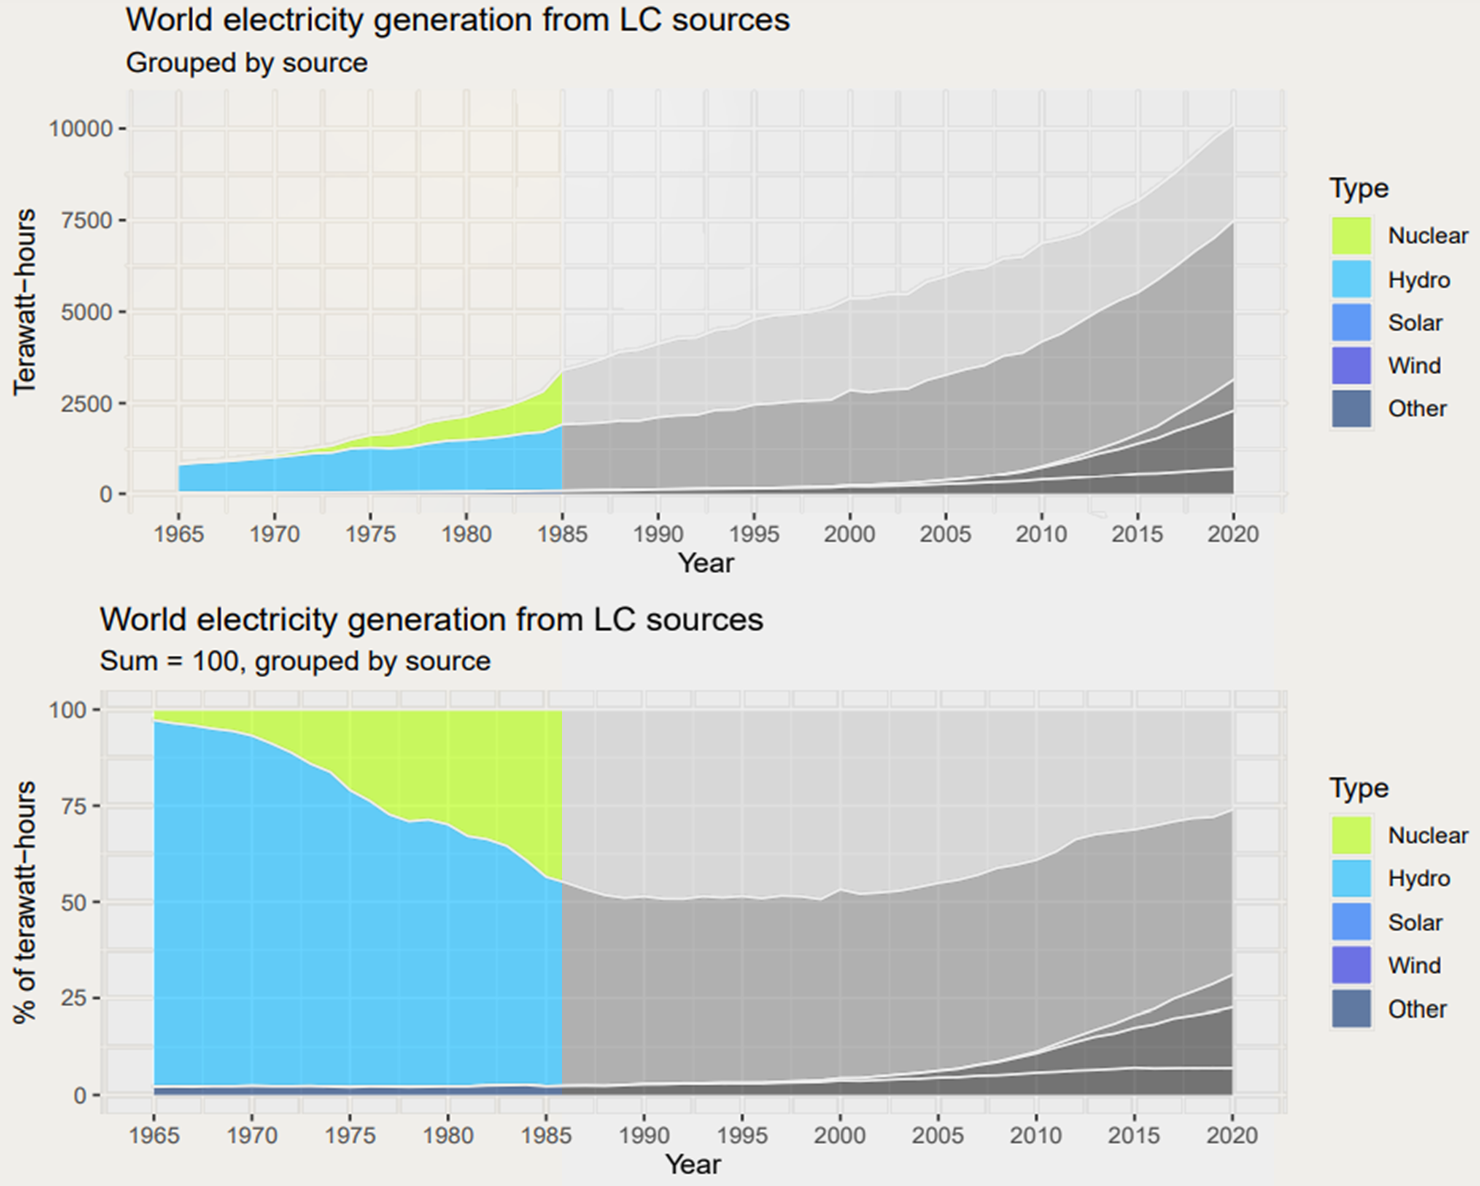 World electricity generation from LC sources
Grouped by source
Terawatt−hours
10000
7500
5000
2500
0
1965 1970 1975 1980 1985 1990 1995 2000 2005 2010 2015 2020
Year
Type
Nuclear
Hydro
Solar
Wind
Other
World electricity generation from LC sources
Sum = 100, grouped by source
% of terawatt−hours
100
75
50
25
0
1965 1970 1975 1980 1985 1990 1995 2000 2005 2010 2015 2020
Year
Type
Nuclear
Hydro
Solar
Wind
Other